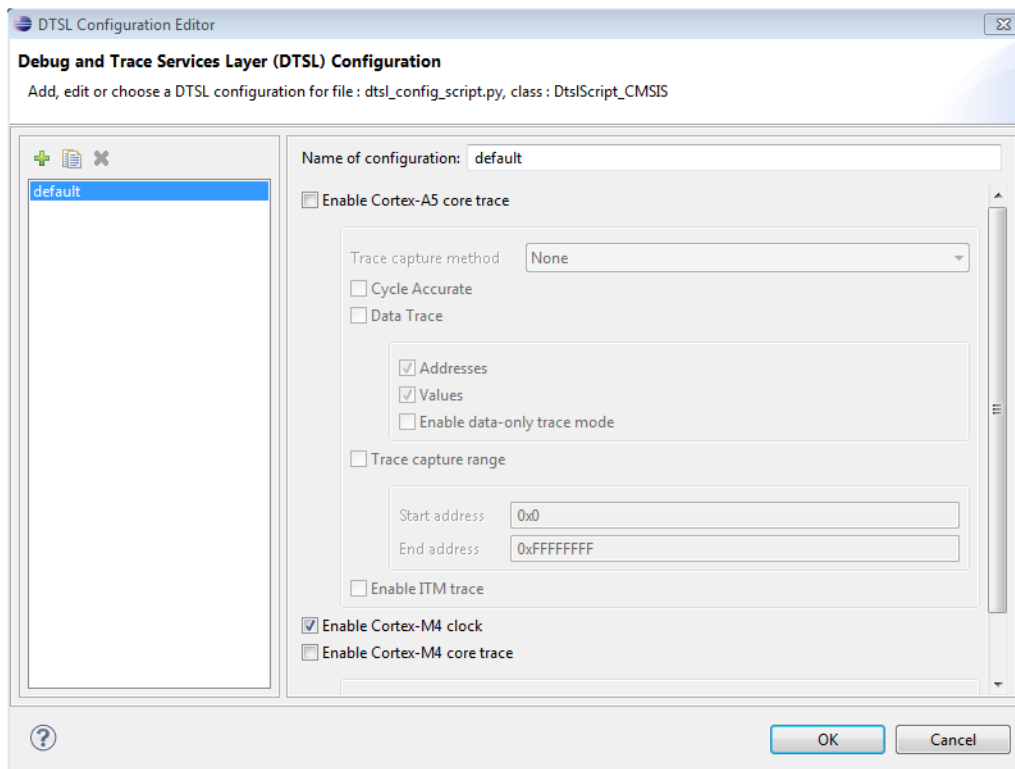 DTSL Configuration Editor
Debug and Trace Services Layer (DTSL) Configuration
Add, edit or choose a DTSL configuration for file : dtsl_config_script.py, class : DtslScript_CMSIS
default
Name of configuration: default
Enable Cortex-A5 core trace
Trace capture method None
Cycle Accurate
Data Trace
Addresses
Values
Enable data-only trace mode
Trace capture range
Start address 0x0
End address 0xFFFFFFFF
Enable ITM trace
Enable Cortex-M4 clock
Enable Cortex-M4 core trace
? OK Cancel